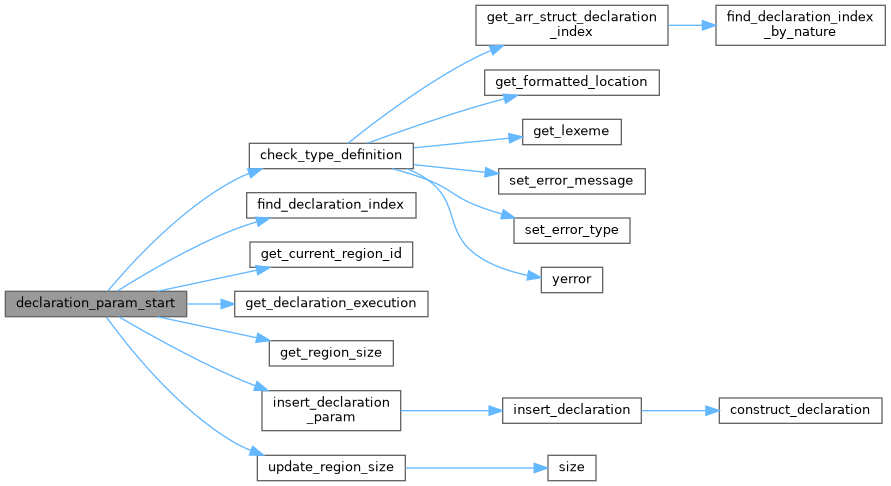 get_arr_struct_declaration
_index
find_declaration_index
_by_nature
get_formatted_location
get_lexeme
check_type_definition
set_error_message
find_declaration_index
set_error_type
get_current_region_id
yerror
declaration_param_start
get_declaration_execution
get_region_size
insert_declaration
_param
insert_declaration
construct_declaration
update_region_size
size